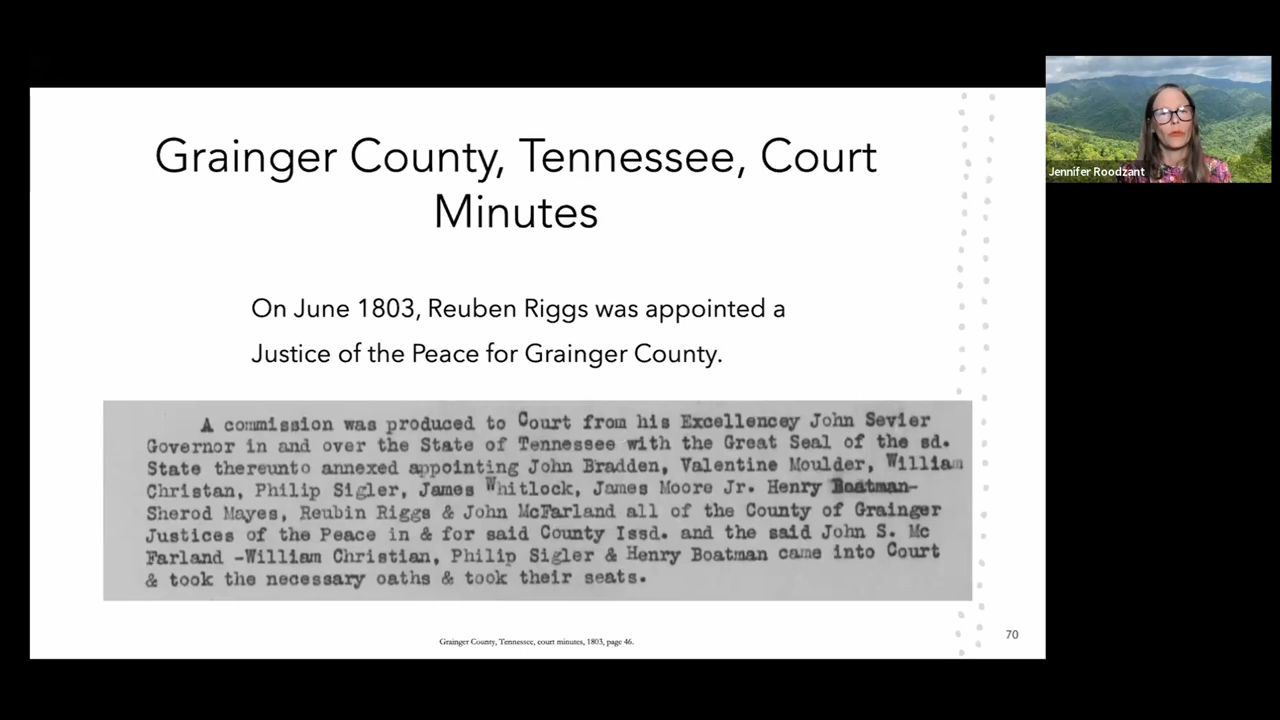 Grainger County, Tennessee, Court
Minutes
On June 1803, Reuben Riggs was appointed a
Justice of the Peace for Grainger County.
A commission was produced to Court from his Excellencey John Sevier
Governor in and over the State of Tennessee with the Great Seal of the sd.
State thereunto annexed appointing John Bradden, Valentine Moulder, William
Christan, Philip Sigler, James Whitlock, James Moore Jr. Henry Boatman-
Sherod Mayes, Reubin Riggs & John McFarland all of the County of Grainger
Justices of the Peace in & for said County Issd. and the said John S. Mc
Farland -William Christian, Philip Sigler & Henry Boatman came into Court
& took the necessary oaths & took their seats.
Grainger County, Tennessee, court minutes, 1803, page 46.
70
Jennifer Roodzant